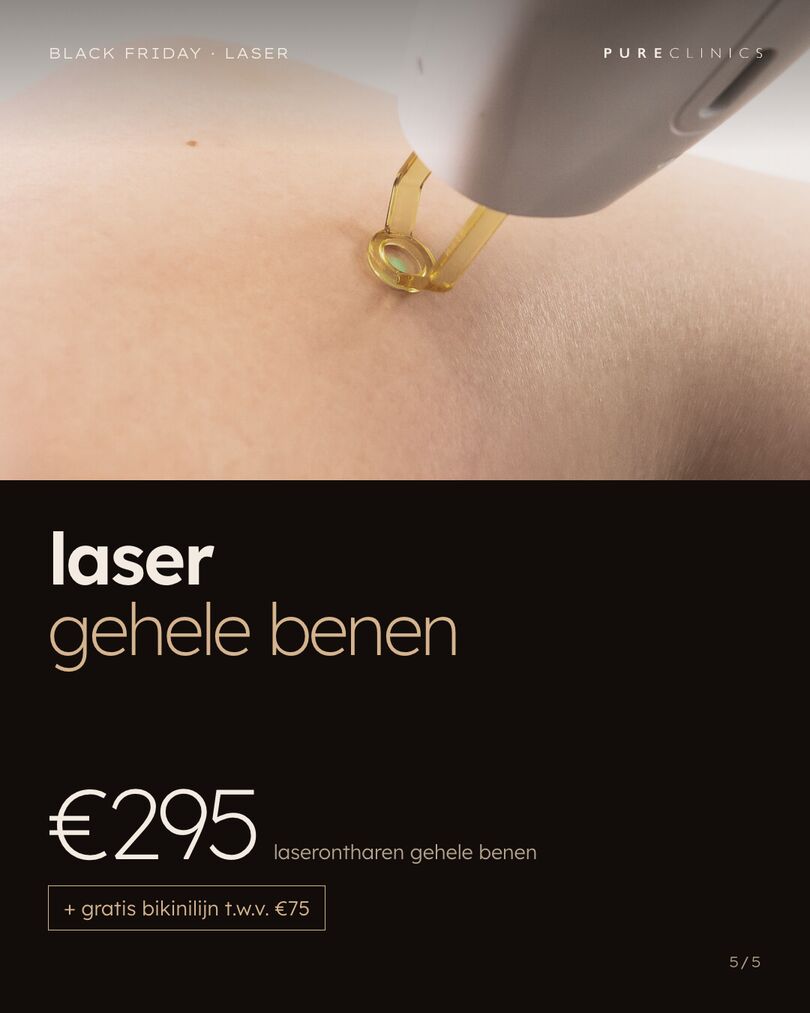 BLACK FRIDAY · LASER
PURECLINICS
laser
gehele benen
€295 laserontharen gehele benen
+ gratis bikinilijn t.w.v. €75
5/5